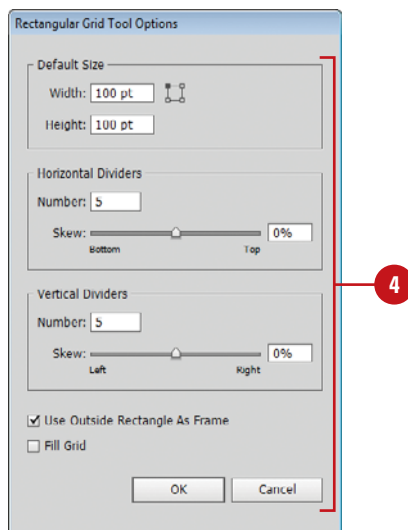 Rectangular Grid Tool Options
Default Size
Width: 100 pt
Height: 100 pt
Horizontal Dividers
Number: 5
Skew: 0%
Bottom Top
4
Vertical Dividers
Number: 5
Skew: 0%
Left Right
Use Outside Rectangle As Frame
Fill Grid
OK Cancel